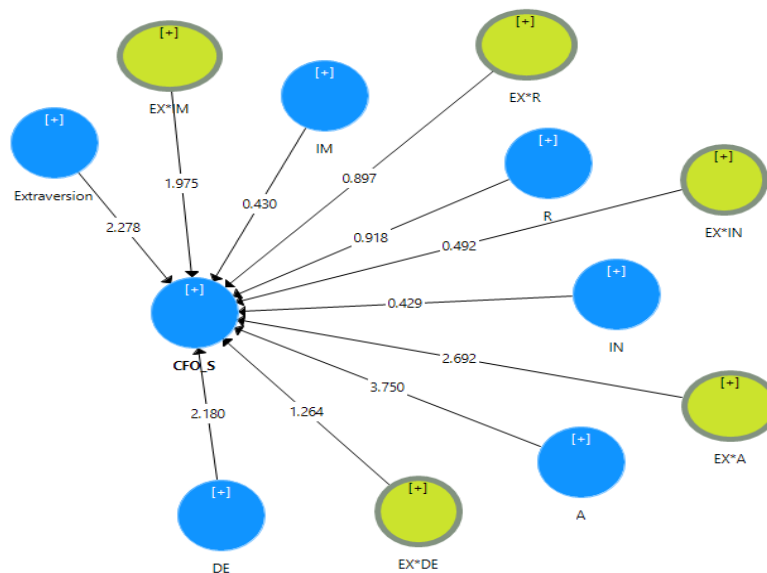 [+]
EX*IM
[+]
IM
[+]
EX*R
[+]
Extraversion
[+]
R
[+]
EX*IN
1.975
0.430
0.897
2.278
0.918
0.492
[+]
CFO_S
0.429
[+]
IN
2.692
3.750
[+]
EX*A
2.180
1.264
[+]
A
[+]
DE
[+]
EX*DE